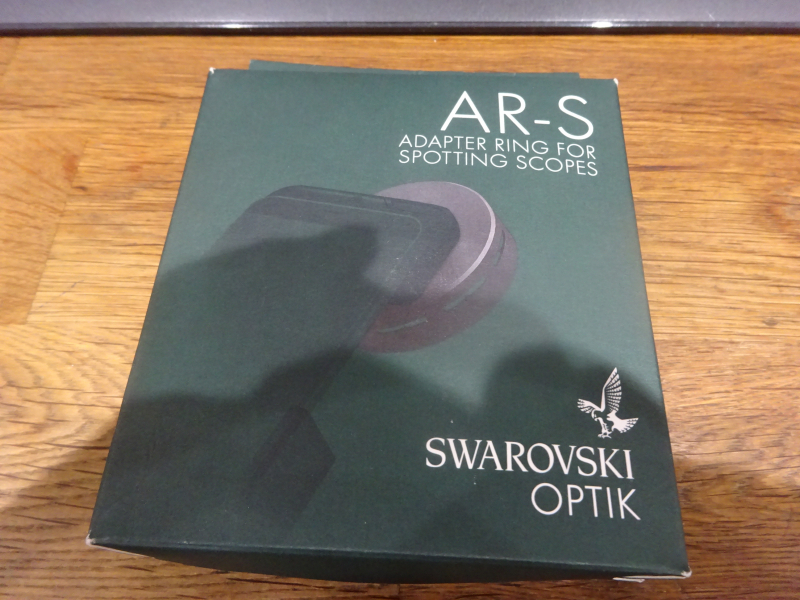 AR-S
ADAPTER RING FOR
SPOTTING SCOPES
SWAROVSKI
OPTIK